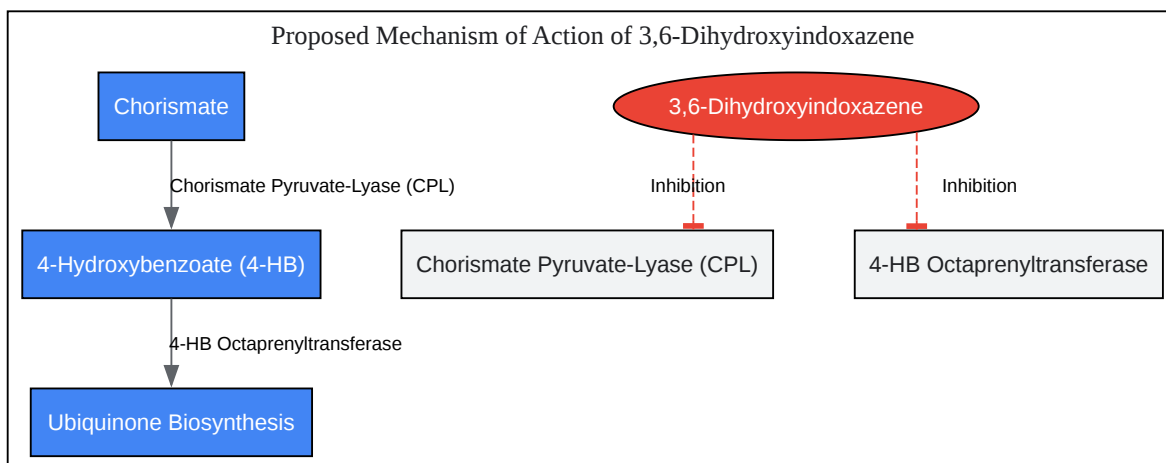 Proposed Mechanism of Action of 3,6-Dihydroxyindoxazene
Chorismate
3,6-Dihydroxyindoxazene
Chorismate Pyruvate-Lyase (CPL)
Inhibition
Inhibition
4-Hydroxybenzoate (4-HB)
Chorismate Pyruvate-Lyase (CPL)
4-HB Octaprenyltransferase
4-HB Octaprenyltransferase
Ubiquinone Biosynthesis